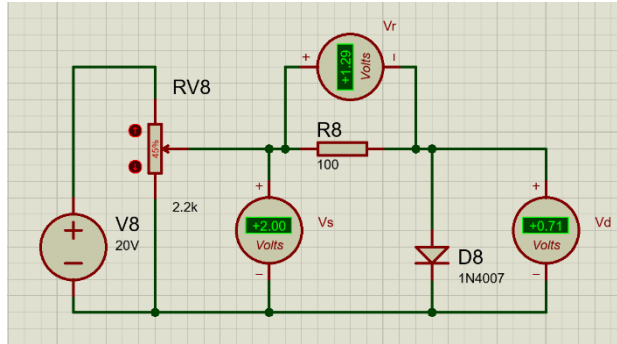 Vr
+1.29
Volts
RV8
45%
2.2k
R8
100
V8
20V
+2.00
Volts
Vs
D8
1N4007
+0.71
Volts
Vd